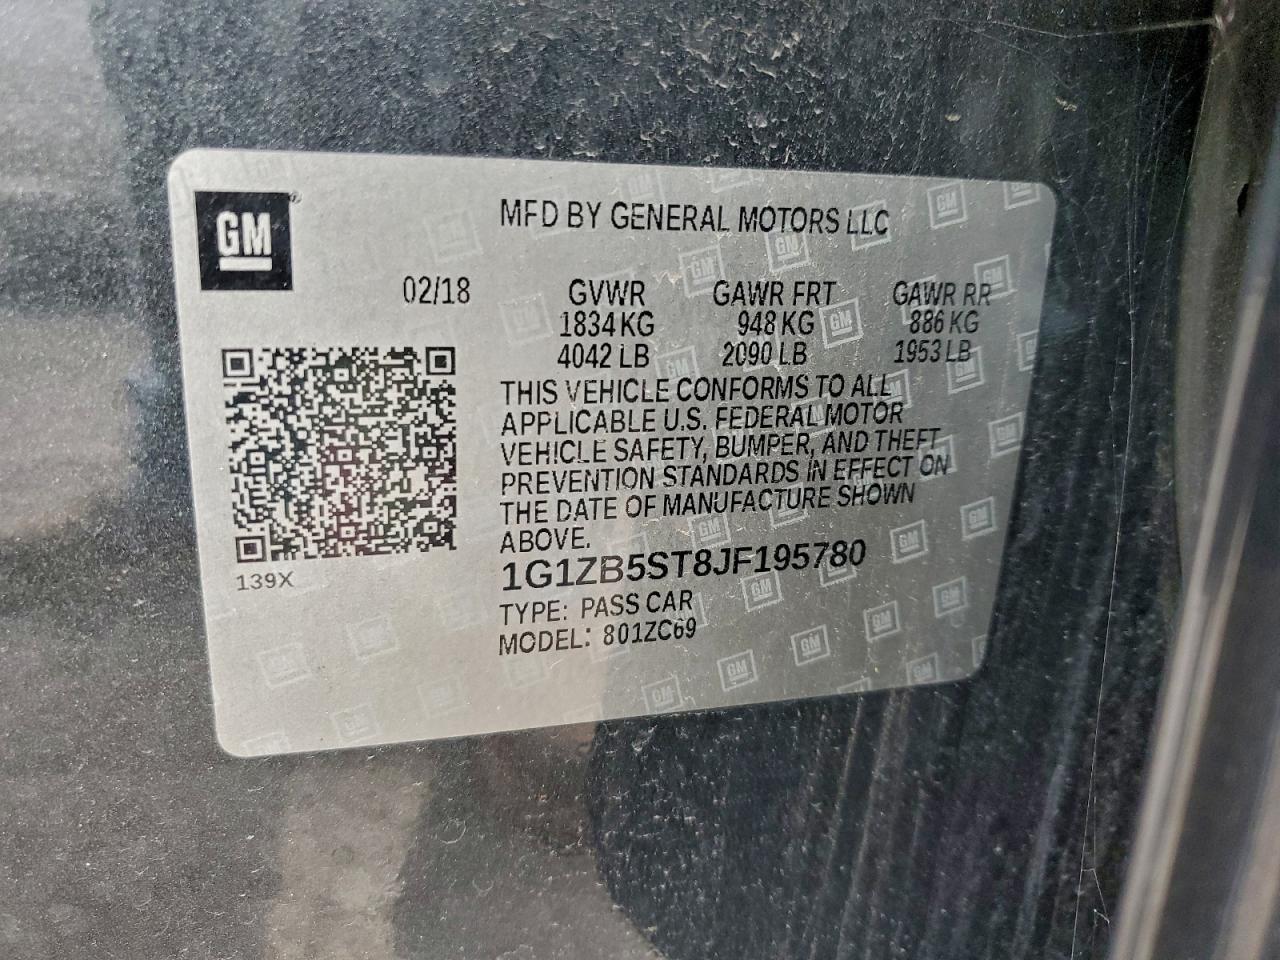 GM
MFD BY GENERAL MOTORS LLC
02/18 GVWR GAWR FRT GAWR RR
1834 KG 948 KG 886 KG
4042 LB 2090 LB 1953 LB
THIS VEHICLE CONFORMS TO ALL
APPLICABLE U.S. FEDERAL MOTOR
VEHICLE SAFETY, BUMPER, AND THEFT
PREVENTION STANDARDS IN EFFECT ON
THE DATE OF MANUFACTURE SHOWN
ABOVE.
139X
1G1ZB5ST8JF195780
TYPE: PASS CAR
MODEL: 801ZC69